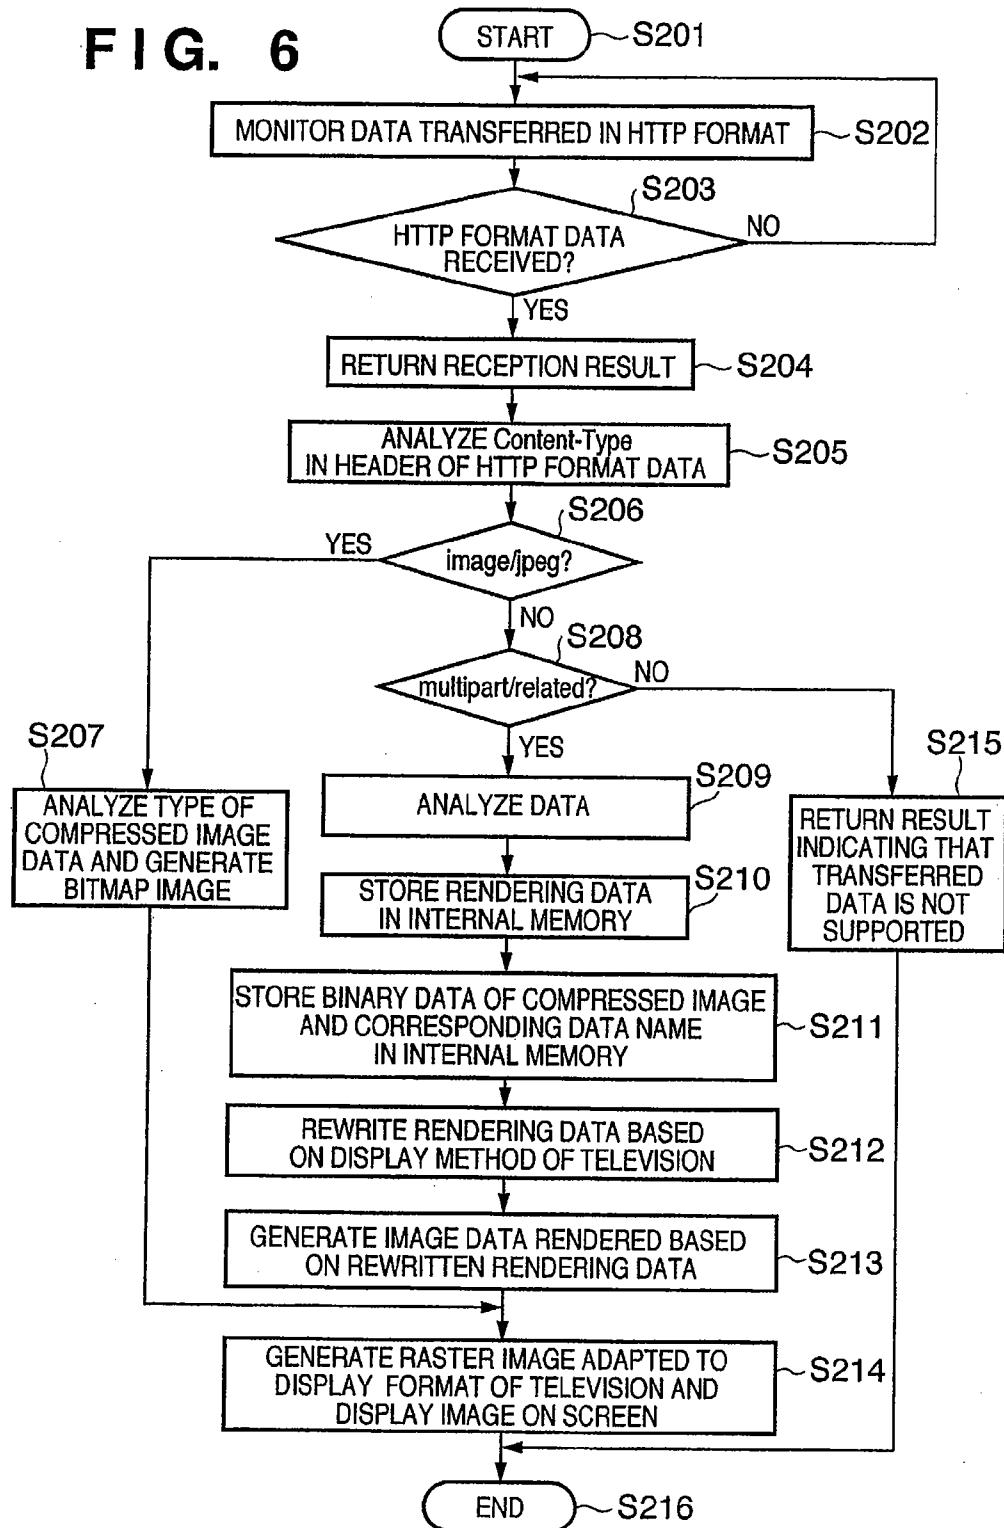 FIG. 6
START
S201
MONITOR DATA TRANSFERRED IN HTTP FORMAT
S202
S203
HTTP FORMAT DATA
RECEIVED?
NO
YES
RETURN RECEPTION RESULT
S204
ANALYZE Content-Type
IN HEADER OF HTTP FORMAT DATA
S205
S206
YES
image/jpeg?
NO
S208
multipart/related?
NO
YES
S207
ANALYZE TYPE OF
COMPRESSED IMAGE
DATA AND GENERATE
BITMAP IMAGE
S209
ANALYZE DATA
S215
RETURN RESULT
INDICATING THAT
TRANSFERRED
DATA IS NOT
SUPPORTED
S210
STORE RENDERING DATA
IN INTERNAL MEMORY
STORE BINARY DATA OF COMPRESSED IMAGE
AND CORRESPONDING DATA NAME
IN INTERNAL MEMORY
S211
REWRITE RENDERING DATA BASED
ON DISPLAY METHOD OF TELEVISION
S212
GENERATE IMAGE DATA RENDERED BASED
ON REWRITTEN RENDERING DATA
S213
GENERATE RASTER IMAGE ADAPTED TO
DISPLAY FORMAT OF TELEVISION AND
DISPLAY IMAGE ON SCREEN
S214
END
S216